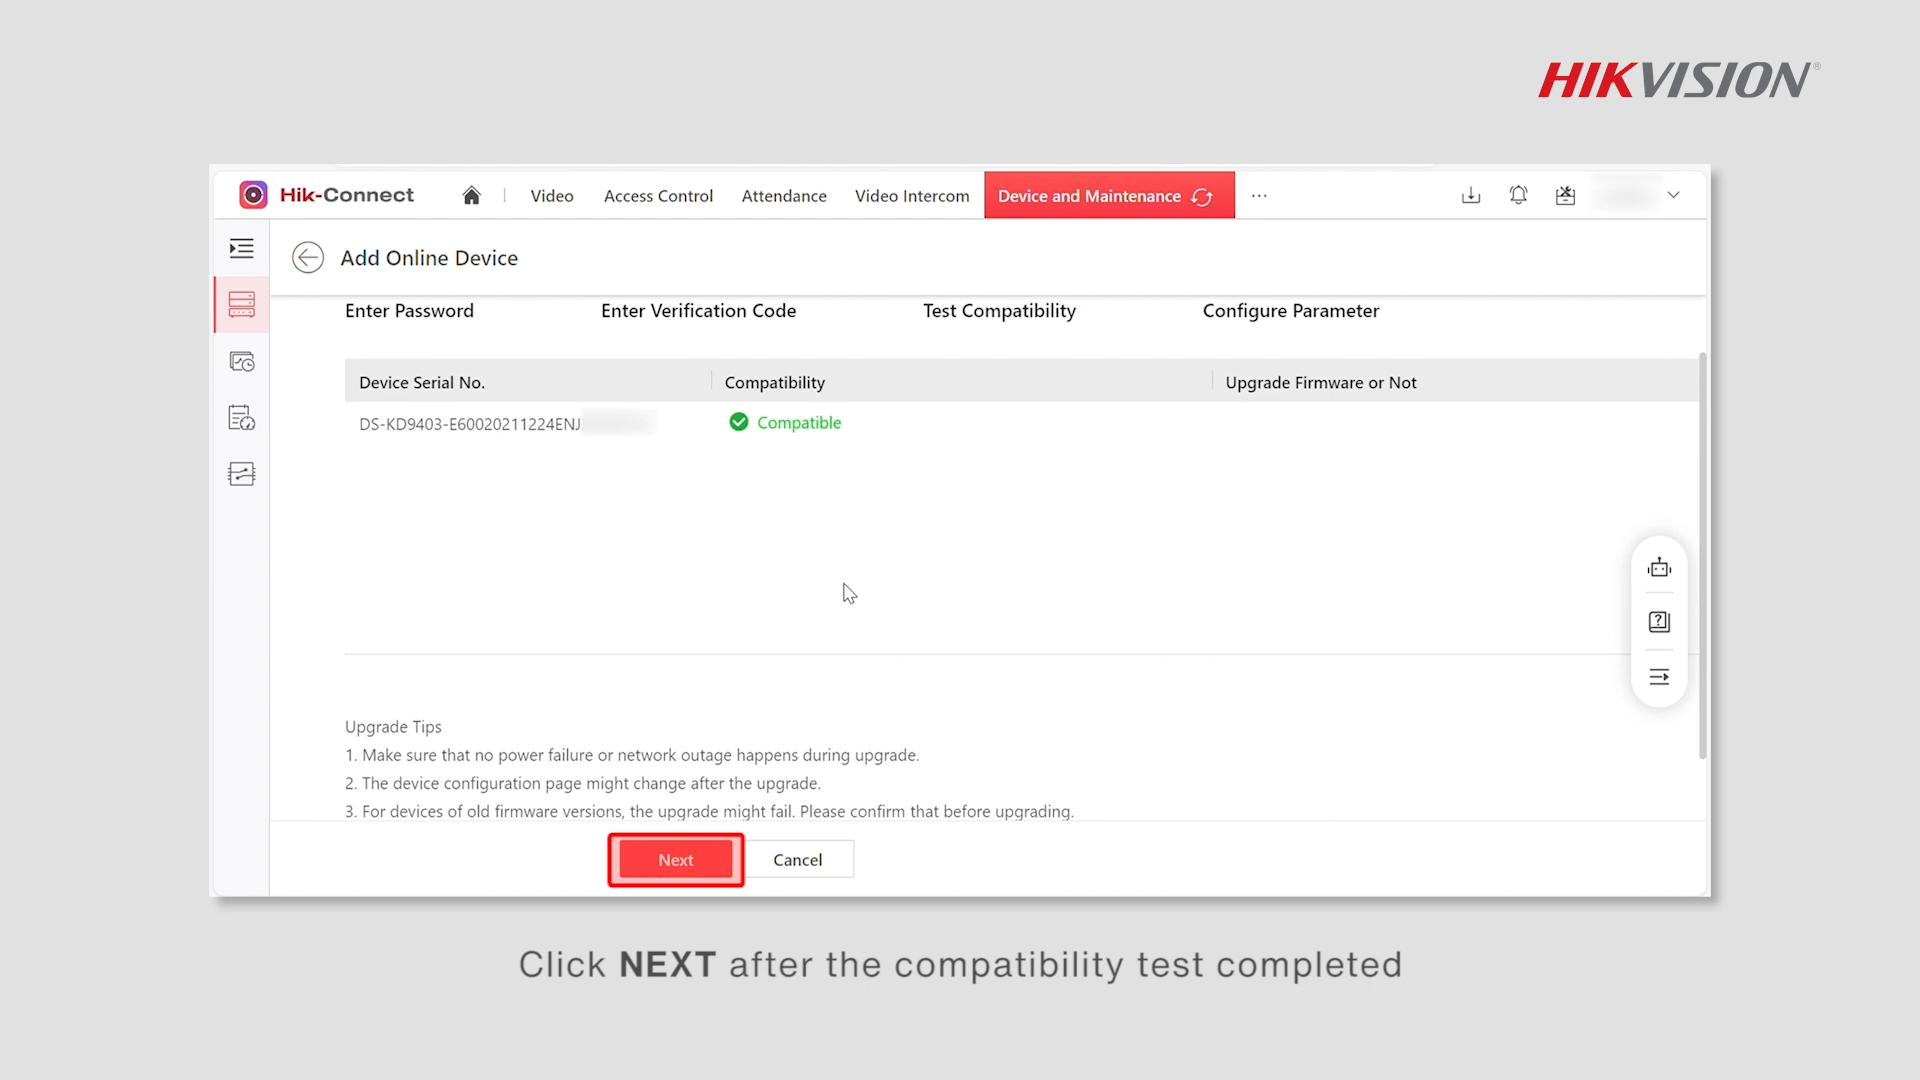 HIKVISION®
Hik-Connect
Video
Access Control
Attendance
Video Intercom
Device and Maintenance
Add Online Device
Enter Password
Enter Verification Code
Test Compatibility
Configure Parameter
Device Serial No.
Compatibility
Upgrade Firmware or Not
DS-KD9403-E60020211224ENJ
Compatible
Upgrade Tips
1. Make sure that no power failure or network outage happens during upgrade.
2. The device configuration page might change after the upgrade.
3. For devices of old firmware versions, the upgrade might fail. Please confirm that before upgrading.
Next
Cancel
Click NEXT after the compatibility test completed